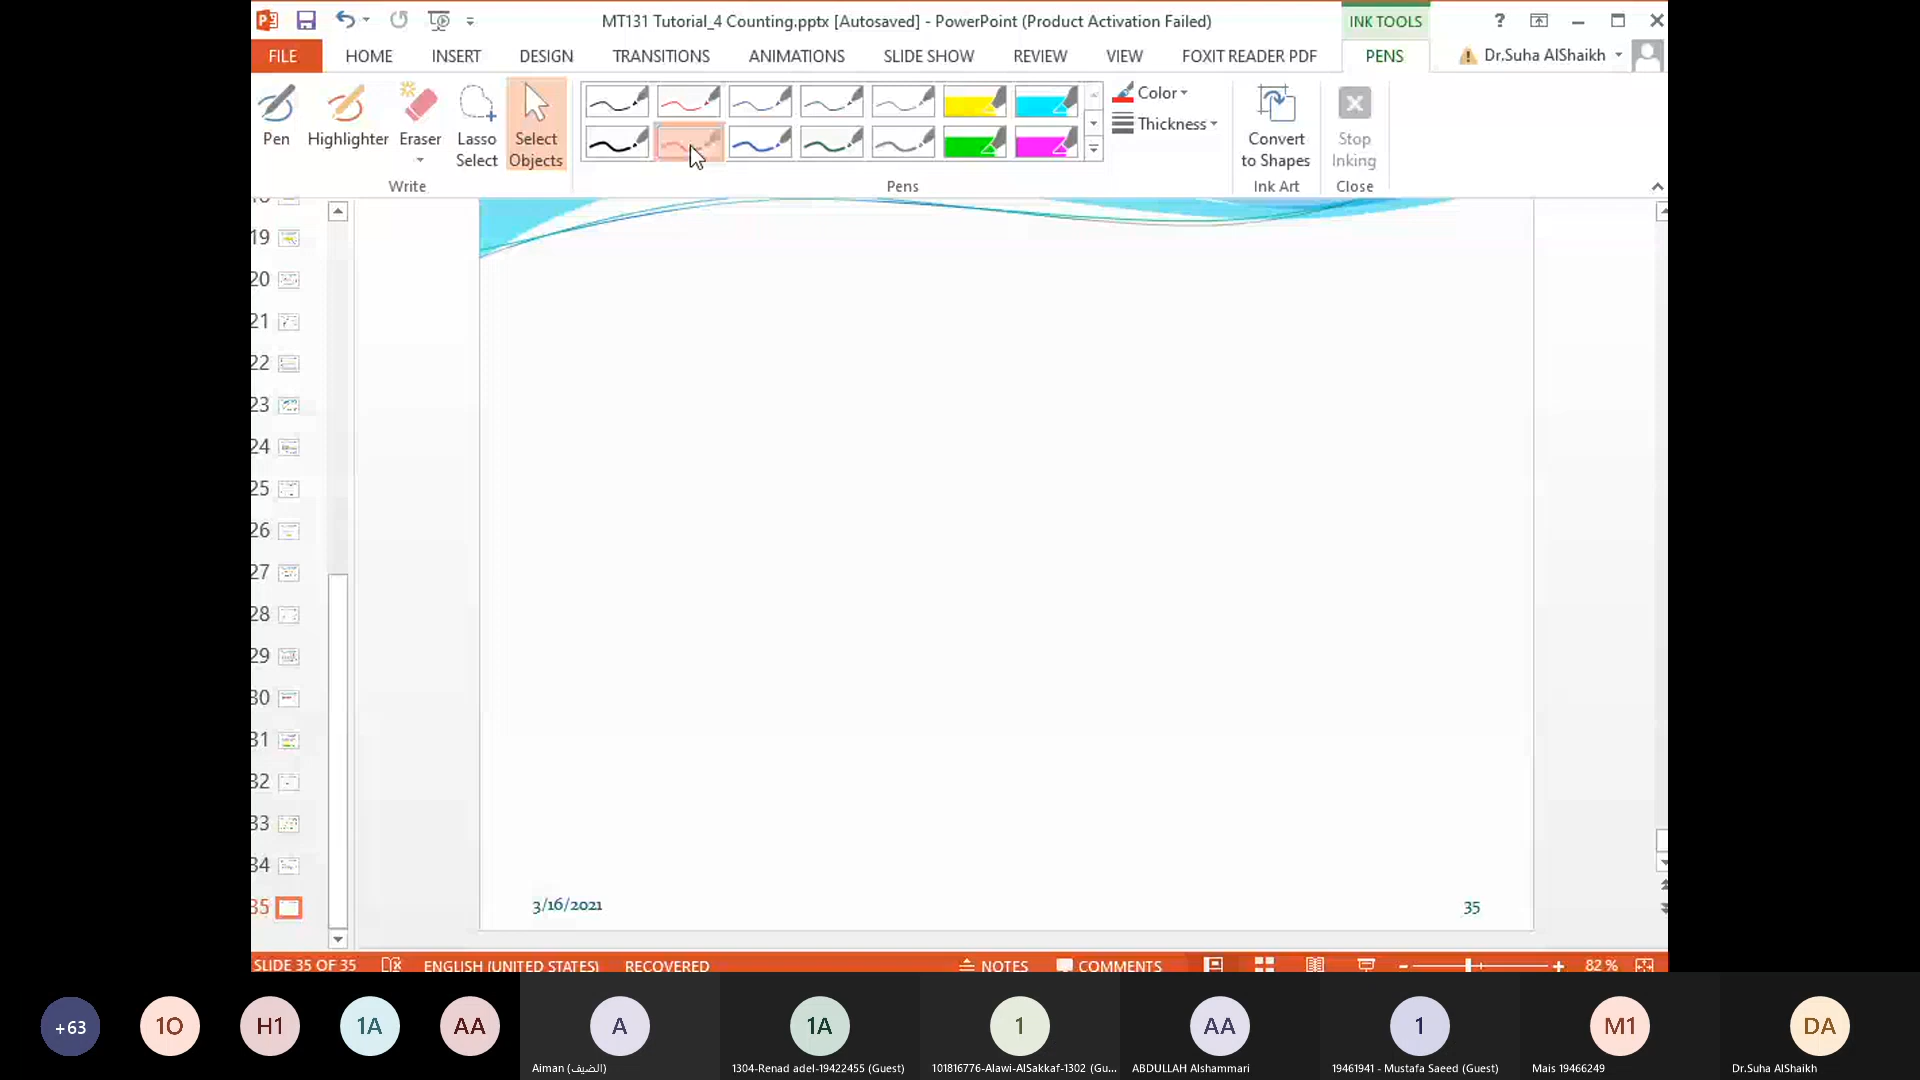 MT131 Tutorial_4 Counting.pptx [Autosaved] - PowerPoint (Product Activation Failed)
INK TOOLS
?
FILE
HOME
INSERT
DESIGN
TRANSITIONS
ANIMATIONS
SLIDE SHOW
REVIEW
VIEW
FOXIT READER PDF
PENS
Dr.Suha AlShaikh
Pen
Highlighter
Eraser
Lasso
Select
Select
Objects
Color
Thickness
Convert
to Shapes
Stop
Inking
Write
Pens
Ink Art
Close
19
20
21
22
23
24
25
26
27
28
29
30
31
32
33
34
35
3/16/2021
35
SLIDE 35 OF 35
ENGLISH (UNITED STATES)
RECOVERED
NOTES
COMMENTS
82 %
+63
1O
H1
1A
AA
A
1A
1
AA
1
M1
DA
Aiman (الضيف)
1304-Renad adel-19422455 (Guest)
101816776-Alawi-AlSakkaf-1302 (Gu...
ABDULLAH Alshammari
19461941 - Mustafa Saeed (Guest)
Mais 19466249
Dr.Suha AlShaikh